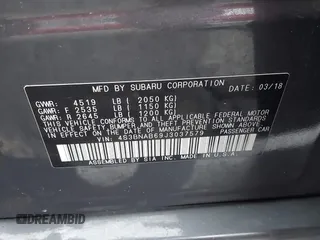 MFD. BY SUBARU CORPORATION 03/18
GVWR: 4519 LB ( 2050 KG)
GAWR: F 2535 LB ( 1150 KG)
GAWR: R 2645 LB ( 1200 KG)
THIS VEHICLE CONFORMS TO ALL APPLICABLE FEDERAL MOTOR
VEHICLE SAFETY, BUMPER, AND THEFT PREVENTION STANDARDS
IN EFFECT ON THE DATE OF MANUFACTURE SHOWN ABOVE.
VIN: 4S3BNAB69J3037579 PASSENGER CAR
ASSEMBLED BY SIA INC. MADE IN U.S.A.
© DREAMBID